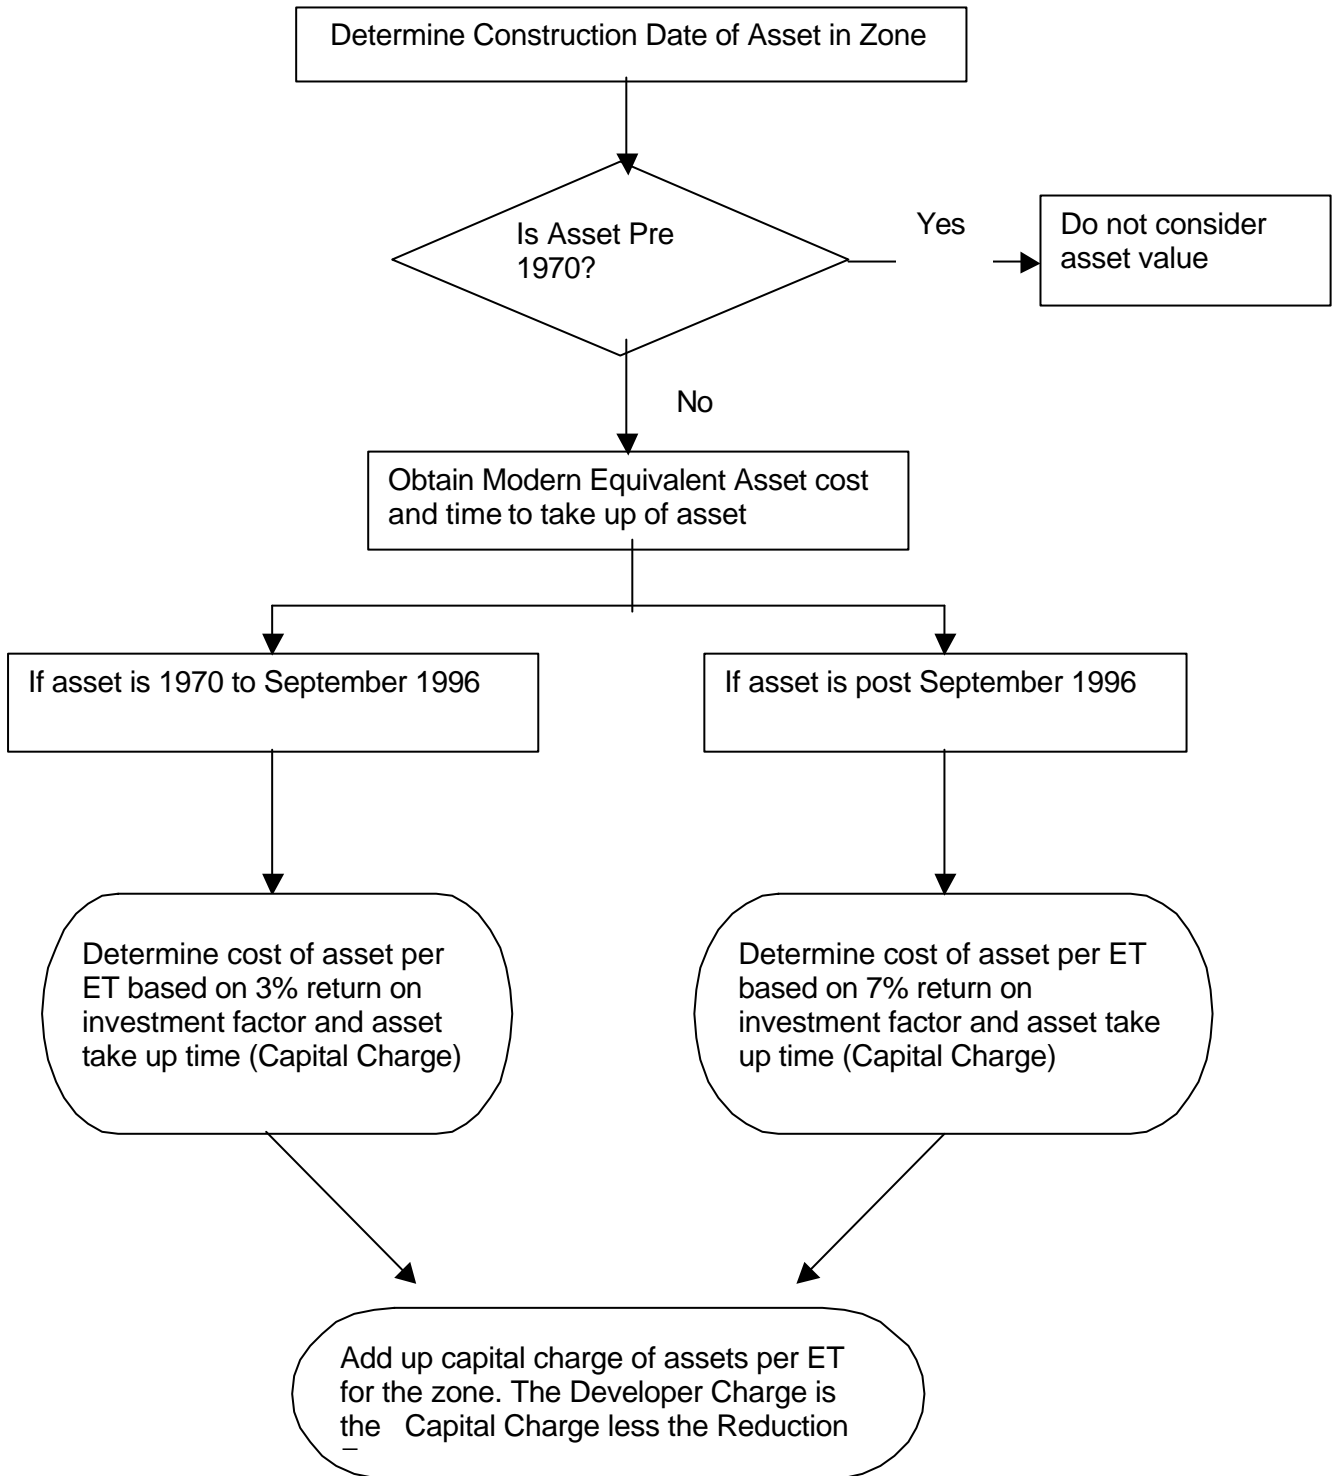 Determine Construction Date of Asset in Zone
Is Asset Pre
1970?
Yes
Do not consider
asset value
No
Obtain Modern Equivalent Asset cost
and time to take up of asset
If asset is 1970 to September 1996
If asset is post September 1996
Determine cost of asset per
ET based on 3% return on
investment factor and asset
take up time (Capital Charge)
Determine cost of asset per ET
based on 7% return on
investment factor and asset take
up time (Capital Charge)
Add up capital charge of assets per ET
for the zone. The Developer Charge is
the Capital Charge less the Reduction